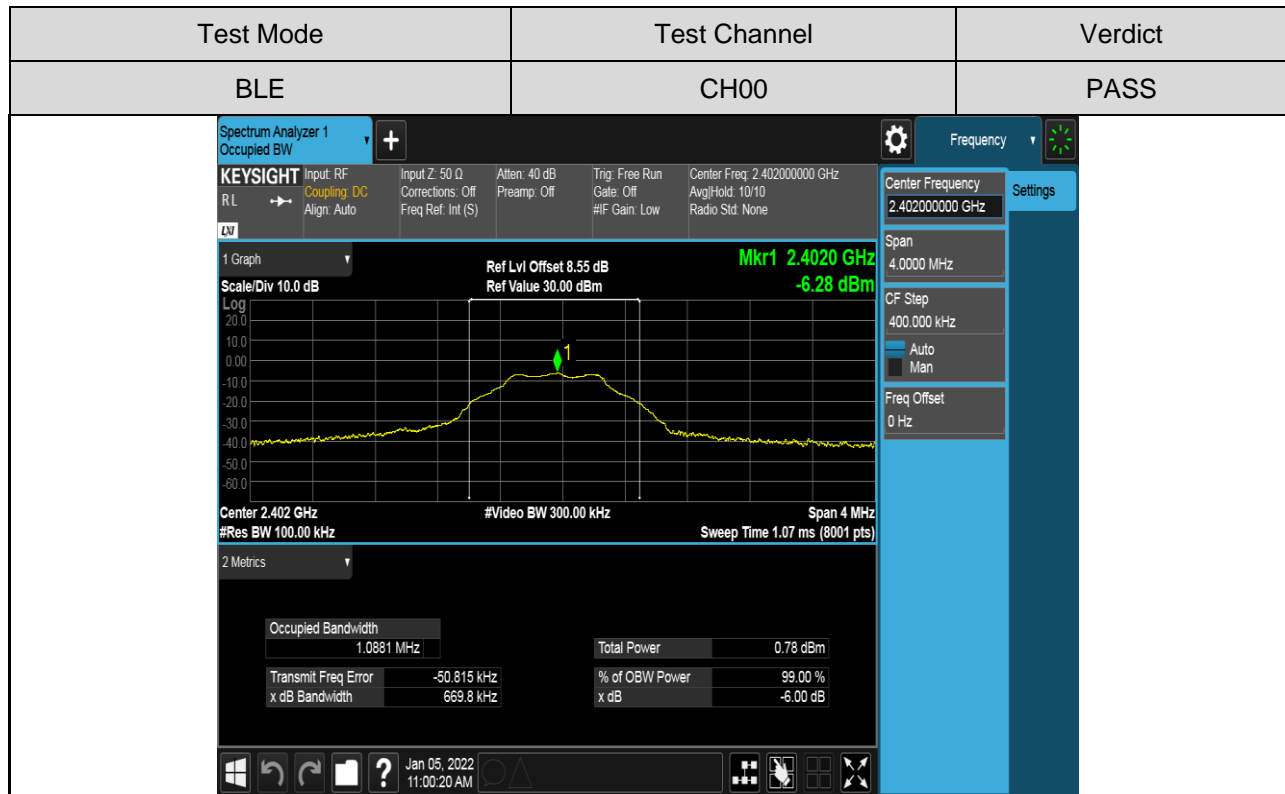 Test Mode Test Channel Verdict
BLE CH00 PASS
Spectrum Analyzer 1
Occupied BW
+
Frequency
KEYSIGHT
RL
LXI
Input: RF
Coupling: DC
Align: Auto
Input Z: 50 Ω
Corrections: Off
Freq Ref: Int (S)
Atten: 40 dB
Preamp: Off
Trig: Free Run
Gate: Off
#IF Gain: Low
Center Freq: 2.402000000 GHz
Avg|Hold: 10/10
Radio Std: None
Center Frequency
2.402000000 GHz
Settings
Span
4.0000 MHz
CF Step
400.000 kHz
Auto
Man
Freq Offset
0 Hz
1 Graph
Scale/Div 10.0 dB
Ref Lvl Offset 8.55 dB
Ref Value 30.00 dBm
Mkr1 2.4020 GHz
-6.28 dBm
Log
20.0
10.0
0.00
-10.0
-20.0
-30.0
-40.0
-50.0
-60.0
1
Center 2.402 GHz #Video BW 300.00 kHz Span 4 MHz
#Res BW 100.00 kHz Sweep Time 1.07 ms (8001 pts)
2 Metrics
Occupied Bandwidth
1.0881 MHz
Total Power 0.78 dBm
Transmit Freq Error -50.815 kHz % of OBW Power 99.00 %
x dB Bandwidth 669.8 kHz x dB -6.00 dB
?
Jan 05, 2022
11:00:20 AM